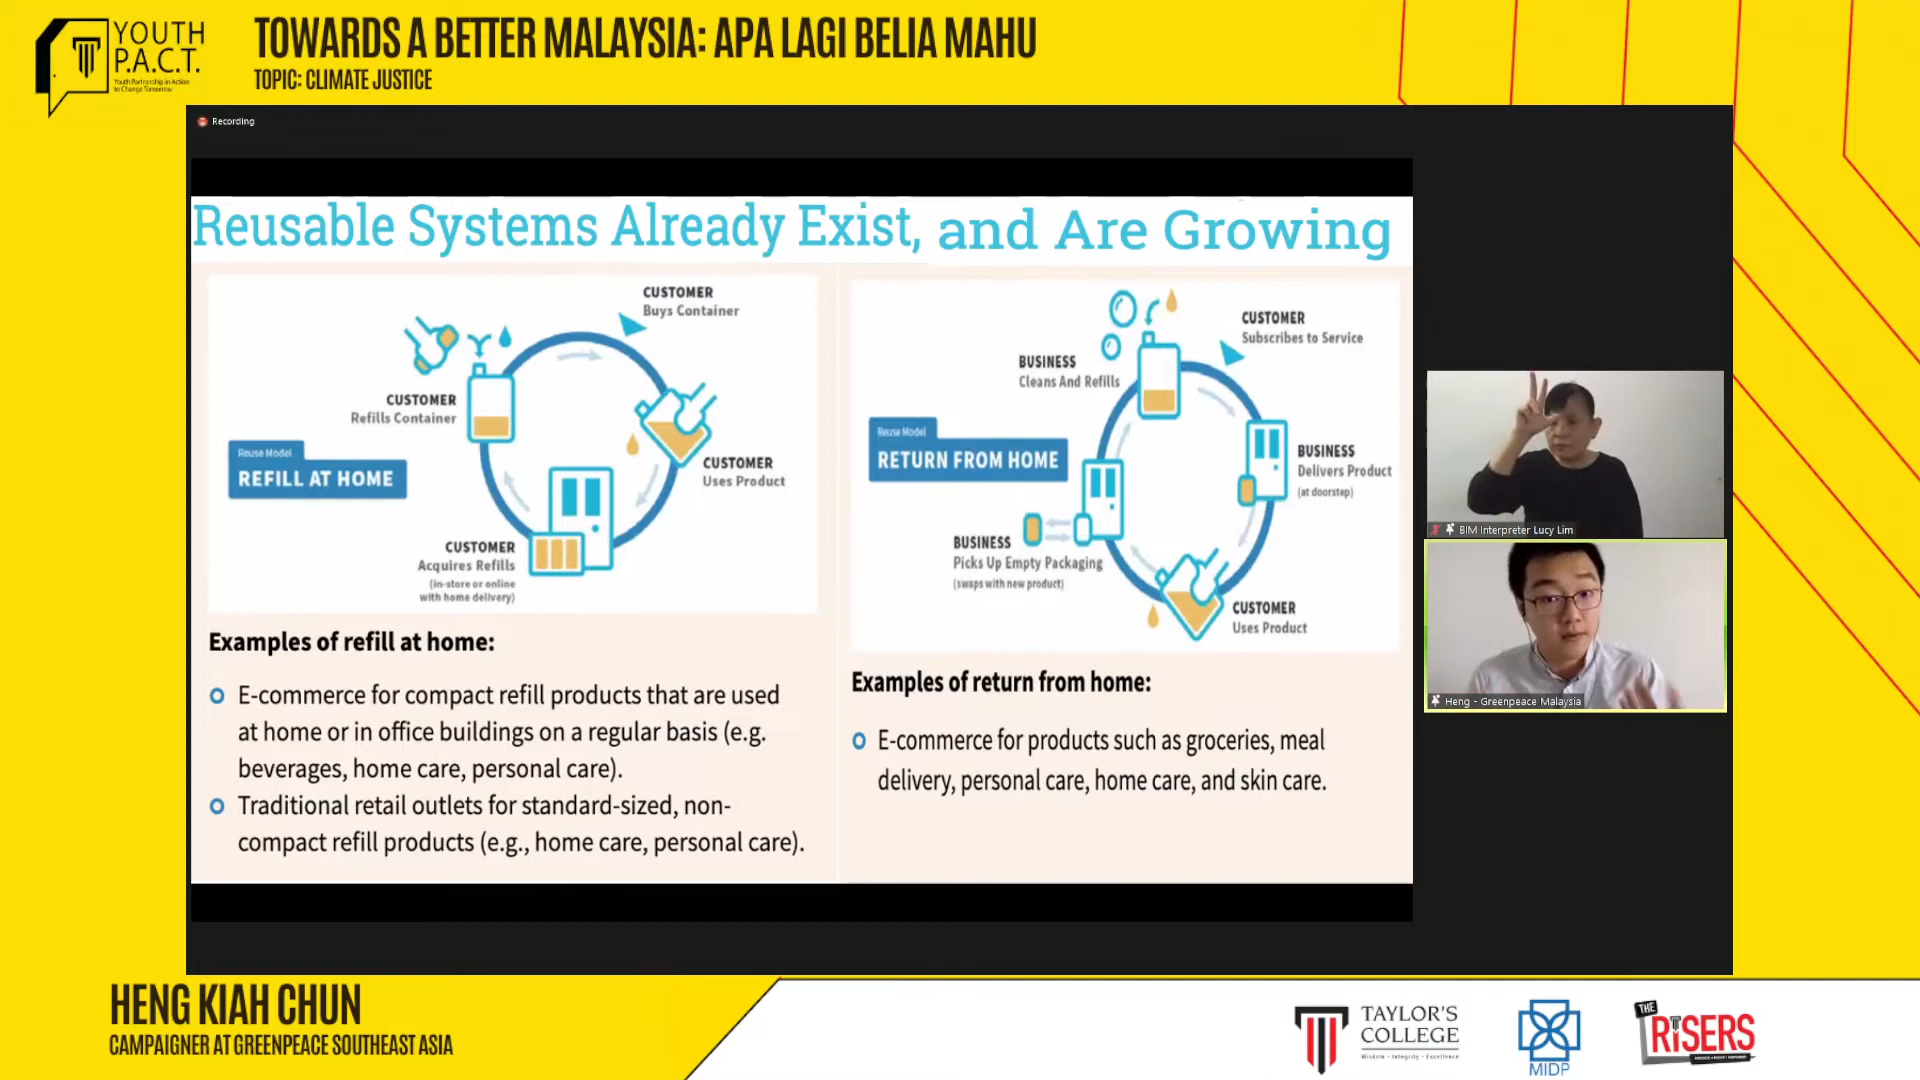 YOUTH
P.A.C.T.
Youth Partnership in Action
to Change Tomorrow
TOWARDS A BETTER MALAYSIA: APA LAGI BELIA MAHU
TOPIC: CLIMATE JUSTICE
Recording
Reusable Systems Already Exist, and Are Growing
CUSTOMER
Buys Container
CUSTOMER
Refills Container
Reuse Model
REFILL AT HOME
CUSTOMER
Uses Product
CUSTOMER
Acquires Refills
(in-store or online
with home delivery)
Examples of refill at home:
E-commerce for compact refill products that are used
at home or in office buildings on a regular basis (e.g.
beverages, home care, personal care).
Traditional retail outlets for standard-sized, non-
compact refill products (e.g., home care, personal care).
CUSTOMER
Subscribes to Service
BUSINESS
Cleans And Refills
Reuse Model
RETURN FROM HOME
BUSINESS
Delivers Product
(at doorstep)
BUSINESS
Picks Up Empty Packaging
(swaps with new product)
CUSTOMER
Uses Product
Examples of return from home:
E-commerce for products such as groceries, meal
delivery, personal care, home care, and skin care.
BIM Interpreter Lucy Lim
Heng - Greenpeace Malaysia
HENG KIAH CHUN
CAMPAIGNER AT GREENPEACE SOUTHEAST ASIA
TAYLOR'S
COLLEGE
Wisdom · Integrity · Excellence
MIDP
THE
RISERS